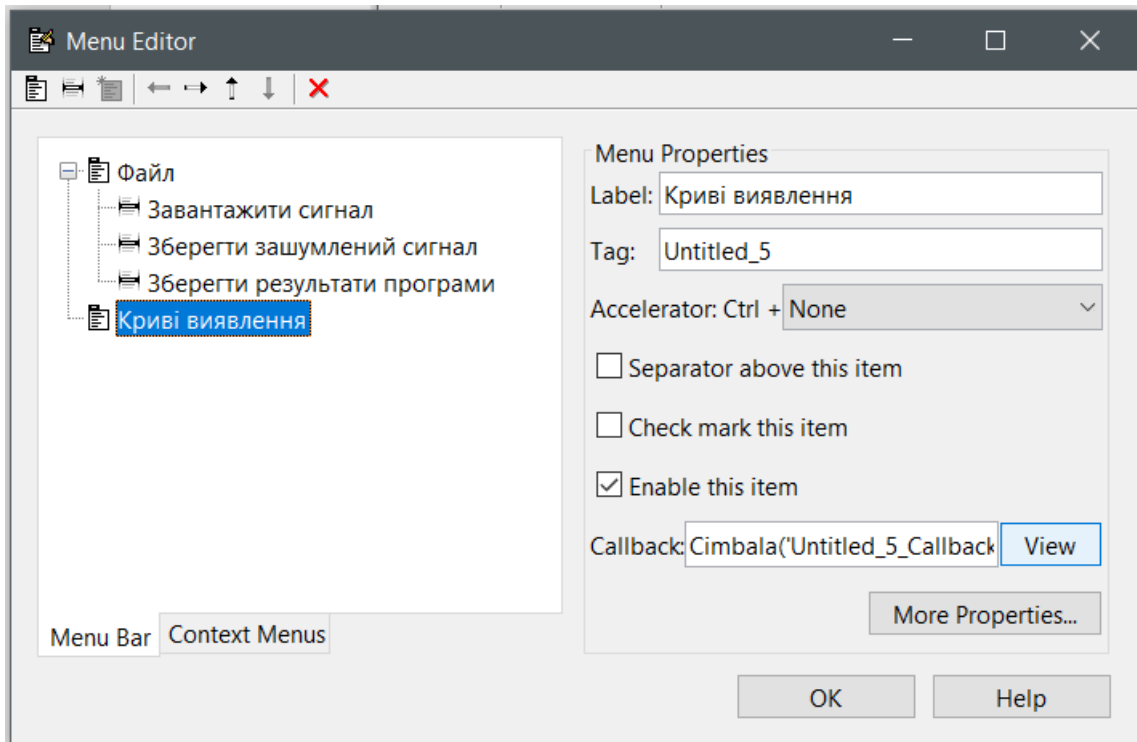 Menu Editor
Файл
Завантажити сигнал
Зберегти зашумлений сигнал
Зберегти результати програми
Криві виявлення
Menu Bar
Context Menus
Menu Properties
Label: Криві виявлення
Tag: Untitled_5
Accelerator: Ctrl + None
Separator above this item
Check mark this item
Enable this item
Callback: Cimbala('Untitled_5_Callback View
More Properties...
OK Help